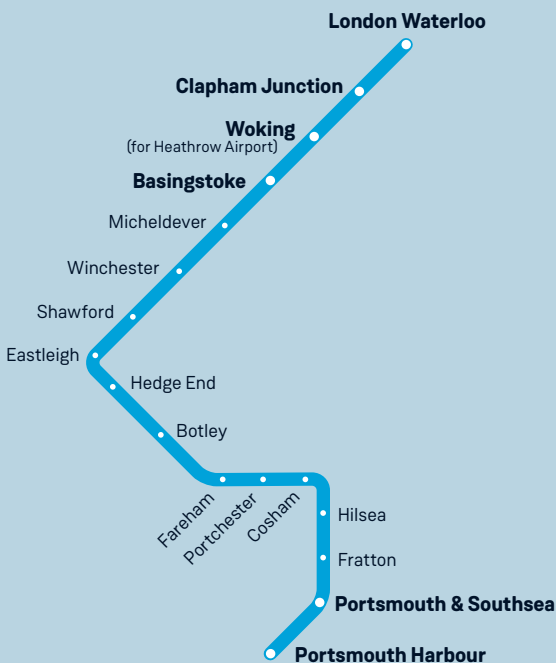 London Waterloo
Clapham Junction
Woking
(for Heathrow Airport)
Basingstoke
Micheldever
Winchester
Shawford
Eastleigh
Hedge End
Botley
Fareham
Portchester
Cosham
Hilsea
Fratton
Portsmouth & Southsea
Portsmouth Harbour